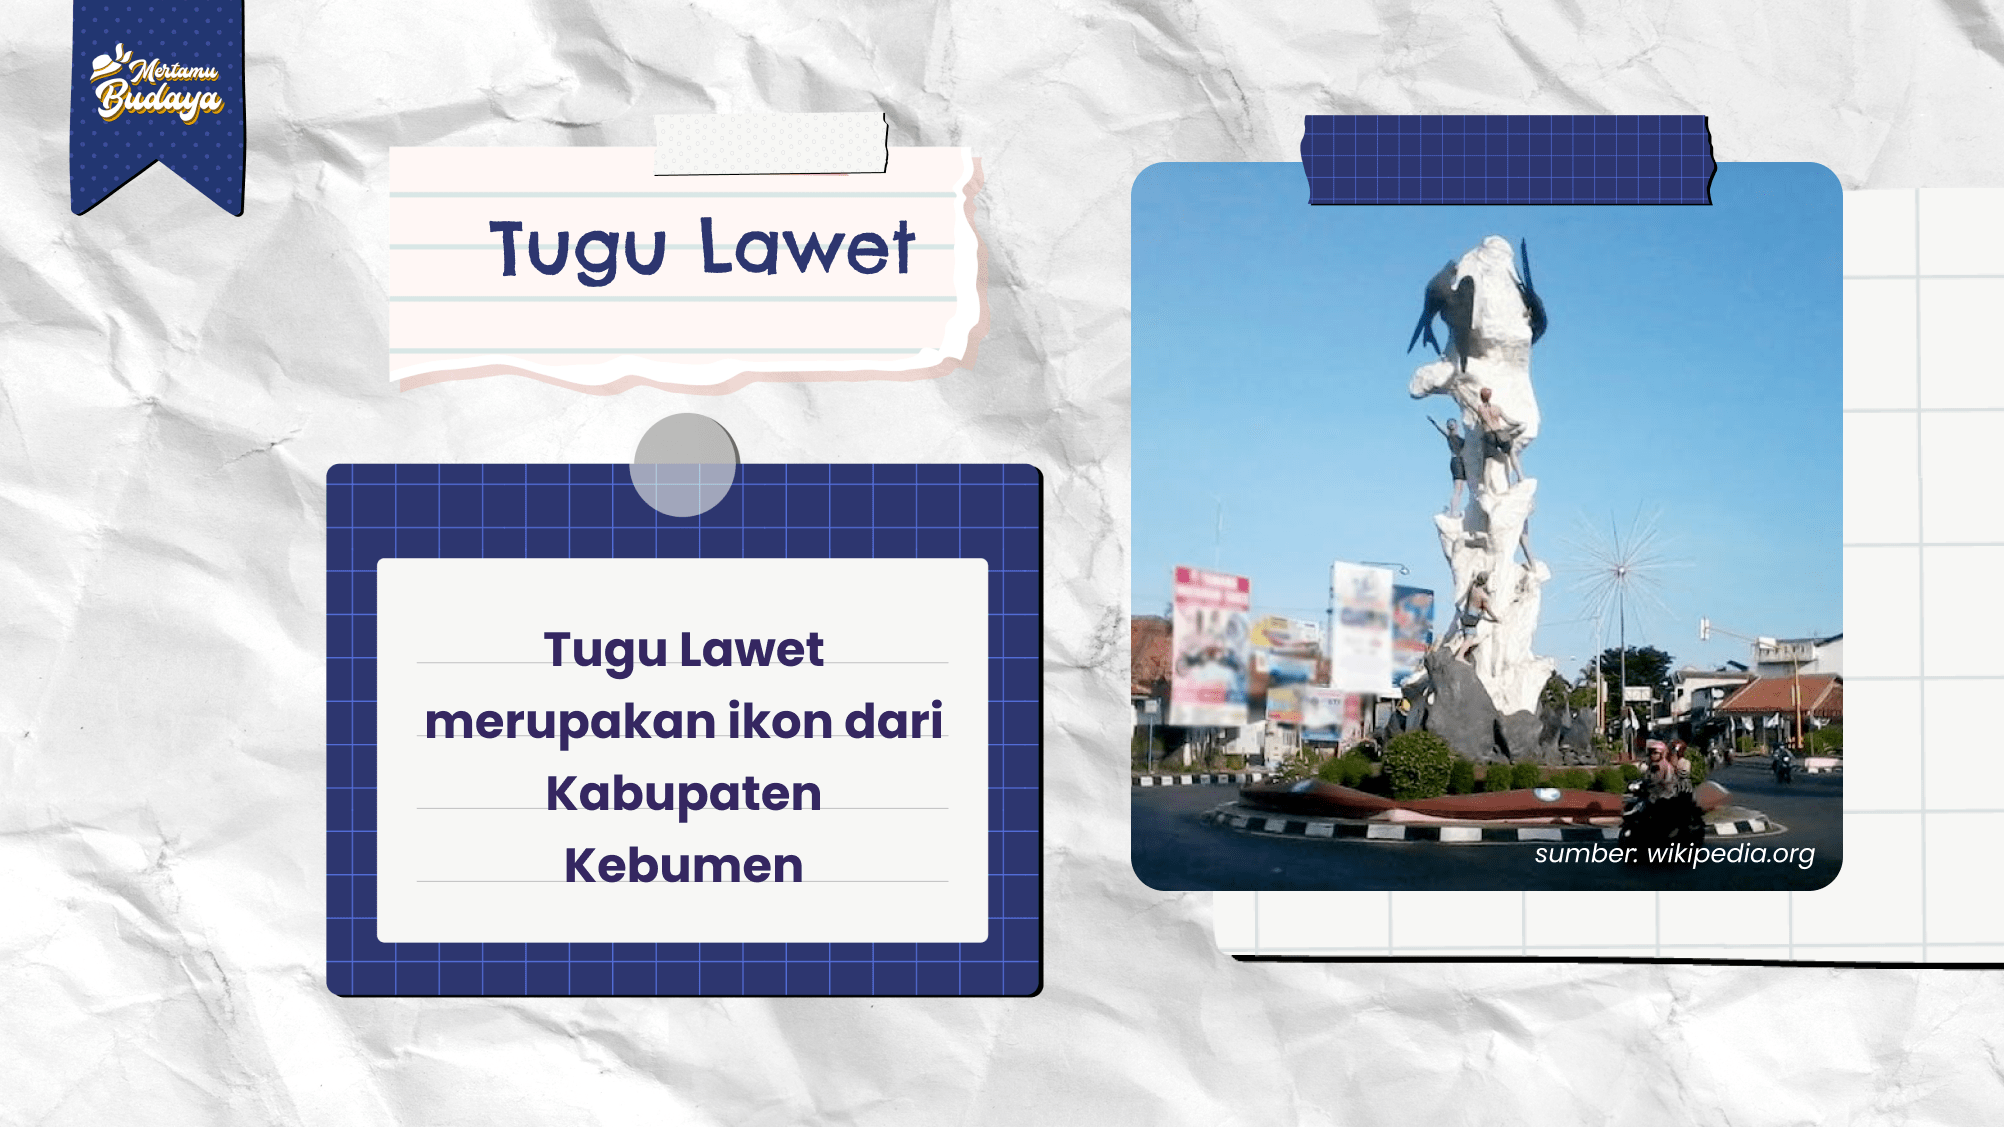 Mertamu
Budaya
Tugu Lawet
Tugu Lawet
merupakan ikon dari
Kabupaten
Kebumen
sumber: wikipedia.org